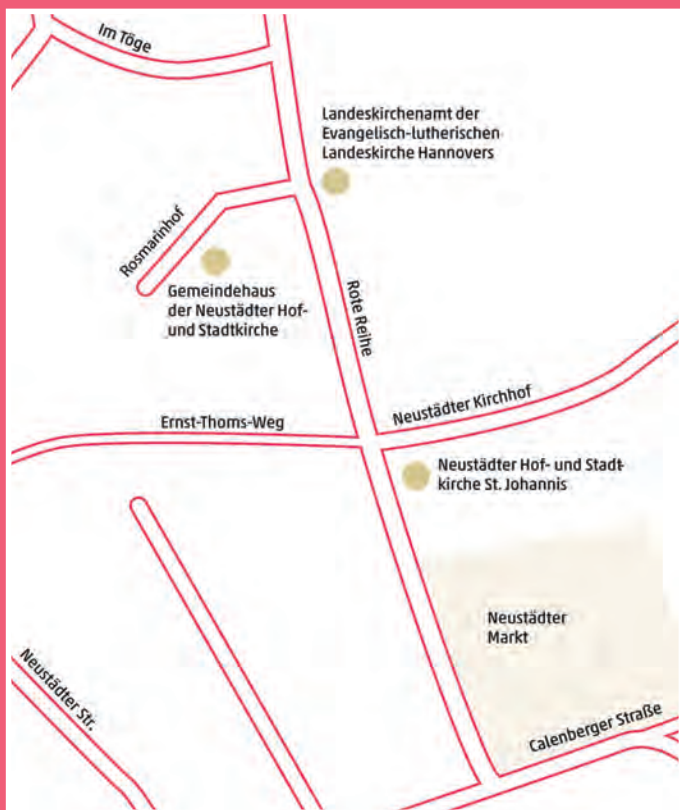 Im Töge
Landeskirchenamt der
Evangelisch-lutherischen
Landeskirche Hannovers
Rosmarinhof
Gemeindehaus
der Neustädter Hof-
und Stadtkirche
Rote Reihe
Ernst-Thoms-Weg
Neustädter Kirchhof
Neustädter Hof- und Stadt-
kirche St. Johannis
Neustädter
Markt
Neustädter Str.
Calenberger Straße